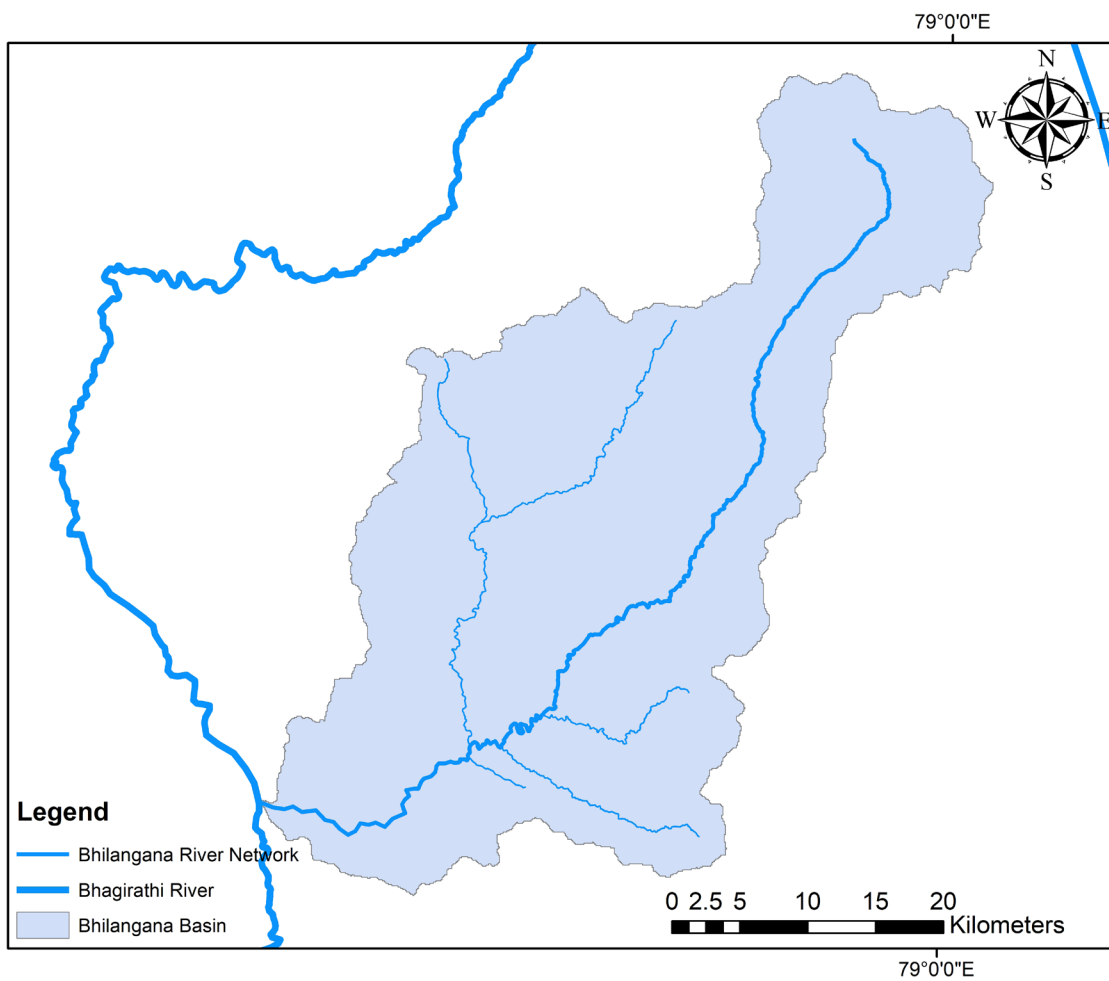 79°0'0"E
N
W
E
S
Legend
Bhilangana River Network
Bhagirathi River
Bhilangana Basin
0 2.5 5 10 15 20
Kilometers
79°0'0"E